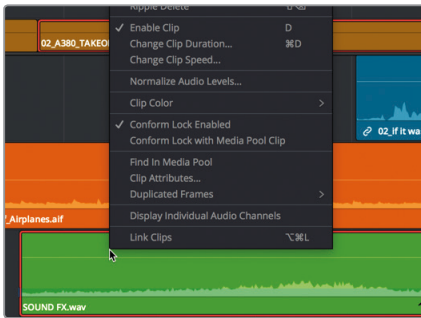 Ripple Delete
✓ Enable Clip D
02_A380_TAKEO
Change Clip Duration... ⌘D
Change Clip Speed...
Normalize Audio Levels...
Clip Color >
✓ Conform Lock Enabled
02_If it wa
Conform Lock with Media Pool Clip
Find In Media Pool
Clip Attributes...
Duplicated Frames >
Display Individual Audio Channels
_Airplanes.aif
Link Clips ⌥⌘L
SOUND FX.wav